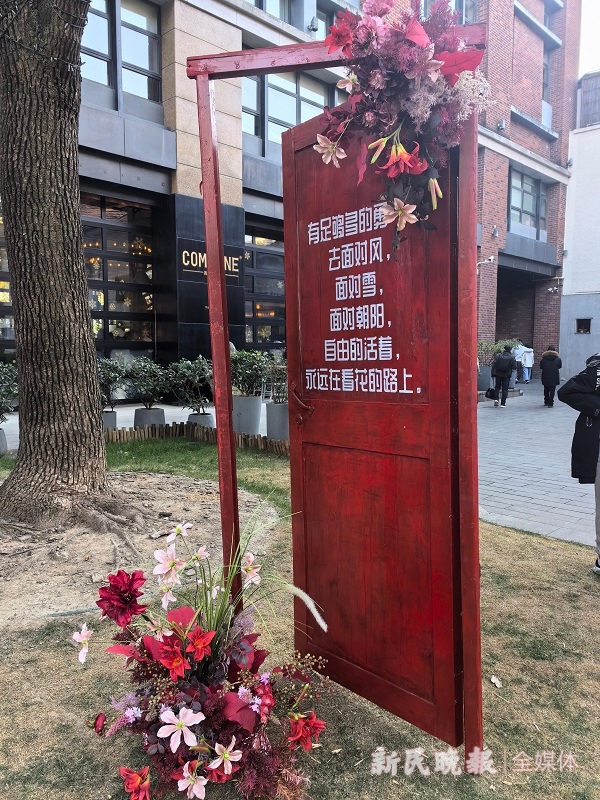 有足够多的勇
去面对风，
面对雪，
面对朝阳，
自由的活着，
永远在看花的路上。
COM NE
新民晚报 全媒体